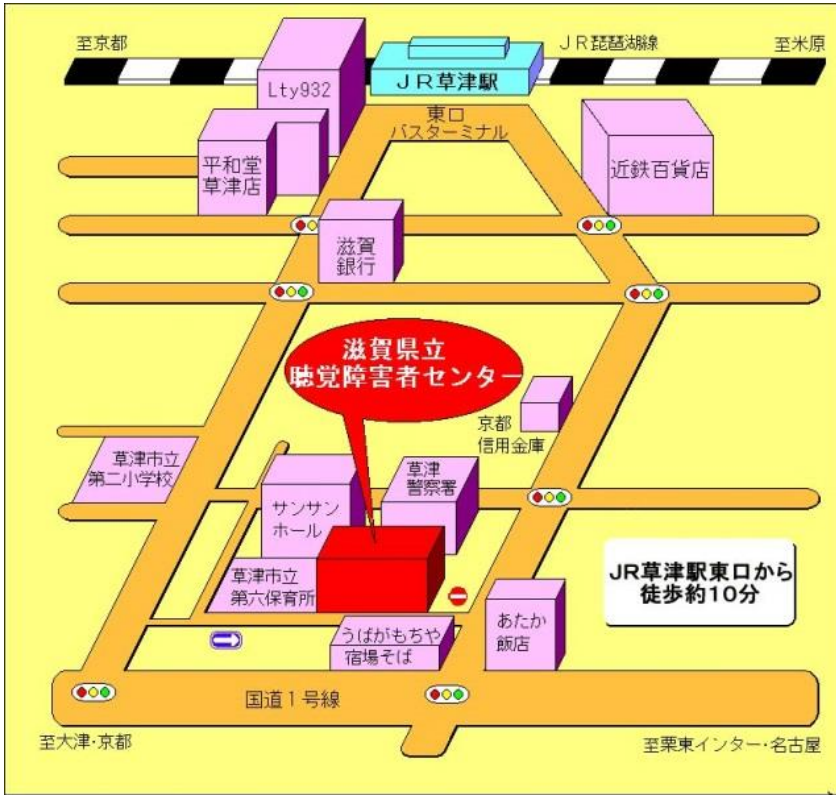 至京都
JR琵琶湖線
至米原
JR草津駅
Lty932
東口
バスターミナル
平和堂
草津店
近鉄百貨店
滋賀
銀行
滋賀県立
聴覚障害者センター
京都
信用金庫
草津市立
第二小学校
草津
警察署
サンサン
ホール
JR草津駅東口から
徒歩約10分
草津市立
第六保育所
あたか
飯店
うばがもちや
宿場そば
国道1号線
至大津・京都
至栗東インター・名古屋